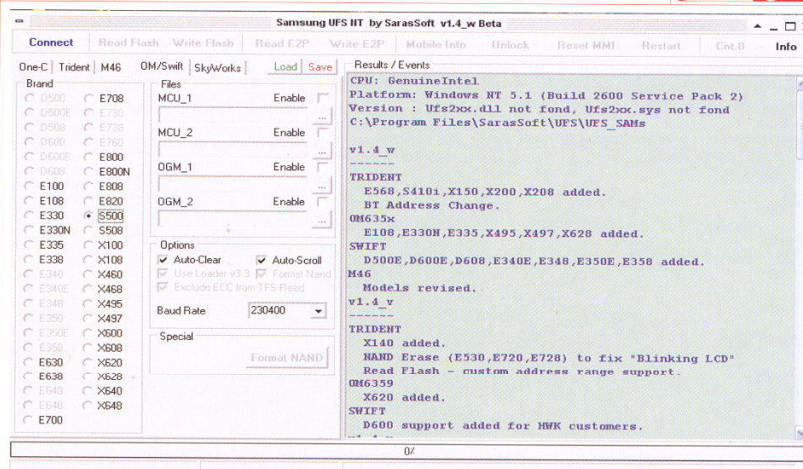 Samsung UFS NT by SarasSoft v1.4_w Beta
Connect Read Flash Write Flash Read E2P Write E2P Mobile Info Unlock Reset MMI Restart Cnt.0 Info
One-C Trident M46 OM/Swift SkyWorks Load Save
Brand
D500 E708
D500E E730
D508 E738
D600 E760
D600E E800
D608 E800N
E100 E808
E108 E820
E330 S500
E330N S508
E335 X100
E338 X108
E340 X460
E340E X468
E348 X495
E350 X497
E350E X600
E358 X608
E630 X620
E638 X628
E640 X640
E648 X648
E700
Files
MCU_1 Enable
...
MCU_2 Enable
...
OGM_1 Enable
...
OGM_2 Enable
...
Options
Auto-Clear Auto-Scroll
Use Loader v3.3 Format Nand
Exclude ECC from TFS Read
Baud Rate 230400
Special
Format NAND
Results / Events
CPU: GenuineIntel
Platform: Windows NT 5.1 (Build 2600 Service Pack 2)
Version : Ufs2xx.dll not fond, Ufs2xx.sys not fond
C:\Program Files\SarasSoft\UFS\UFS_SAMs
v1.4_w
------
TRIDENT
E568,S410i,X150,X200,X208 added.
BT Address Change.
OM635x
E108,E330N,E335,X495,X497,X628 added.
SWIFT
D500E,D600E,D608,E340E,E348,E350E,E358 added.
M46
Models revised.
v1.4_v
------
TRIDENT
X140 added.
NAND Erase (E530,E720,E728) to fix "Blinking LCD"
Read Flash - custom address range support.
OM6359
X620 added.
SWIFT
D600 support added for HWK customers.
0%